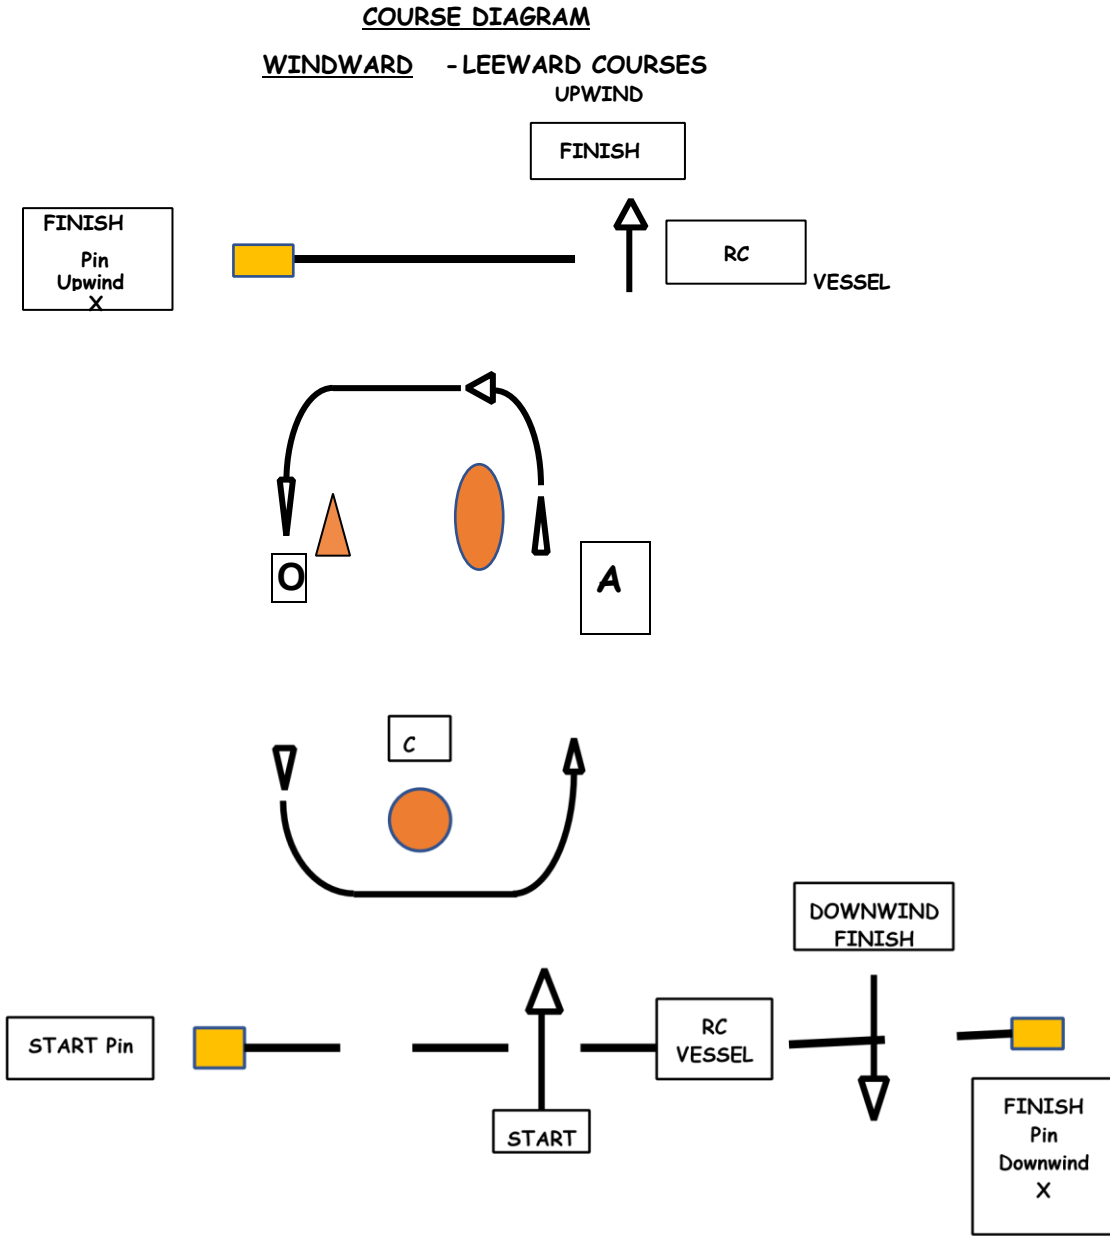 COURSE DIAGRAM
WINDWARD - LEEWARD COURSES
UPWIND
FINISH
FINISH
Pin
Upwind
X
RC
VESSEL
O
A
C
DOWNWIND
FINISH
START Pin
RC
VESSEL
START
FINISH
Pin
Downwind
X